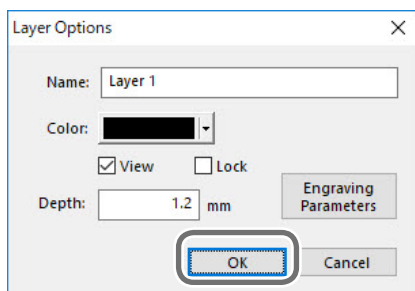 Layer Options
Name: Layer 1
Color:
View Lock
Depth: 1.2 mm
Engraving
Parameters
OK Cancel